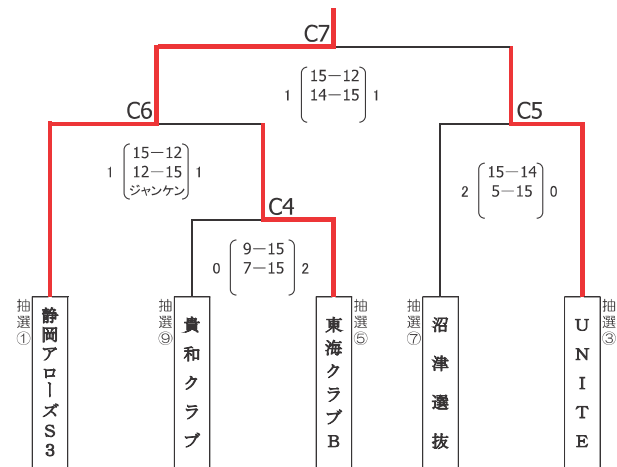 C7
15－12
1 14－15 1
C6
C5
15－12
1 12－15 1
ジャンケン
15－14
2 5－15 0
C4
9－15
0 7－15 2
抽選①
静岡アローズS3
抽選⑨
貴和クラブ
東海クラブB
抽選⑤
抽選⑦
沼津選抜
UNITE
抽選③